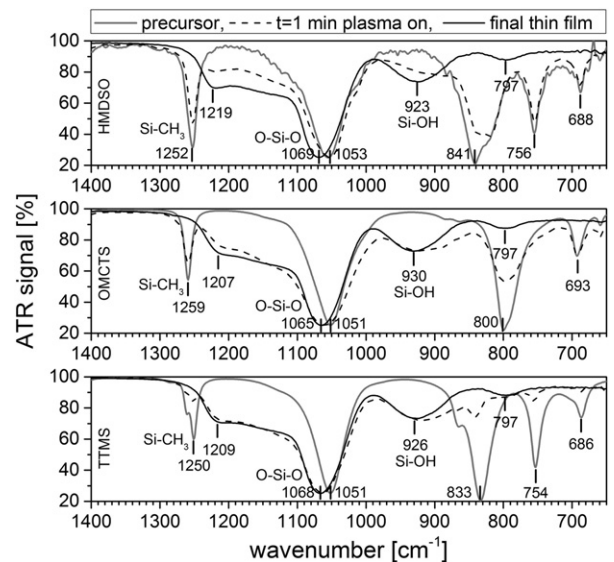 precursor, t=1 min plasma on, final thin film
100
80
60
40
20
HMDSO
Si-CH3
1252
1219
O-Si-O
1069
1053
923
Si-OH
841
797
756
688
1400 1300 1200 1100 1000 900 800 700
ATR signal [%]
100
80
60
40
20
OMCTS
Si-CH3
1259
1207
O-Si-O
1065
1051
930
Si-OH
800
797
693
1400 1300 1200 1100 1000 900 800 700
100
80
60
40
20
TTMS
Si-CH3
1250
1209
O-Si-O
1068
1051
926
Si-OH
833
797
754
686
1400 1300 1200 1100 1000 900 800 700
wavenumber [cm-1]